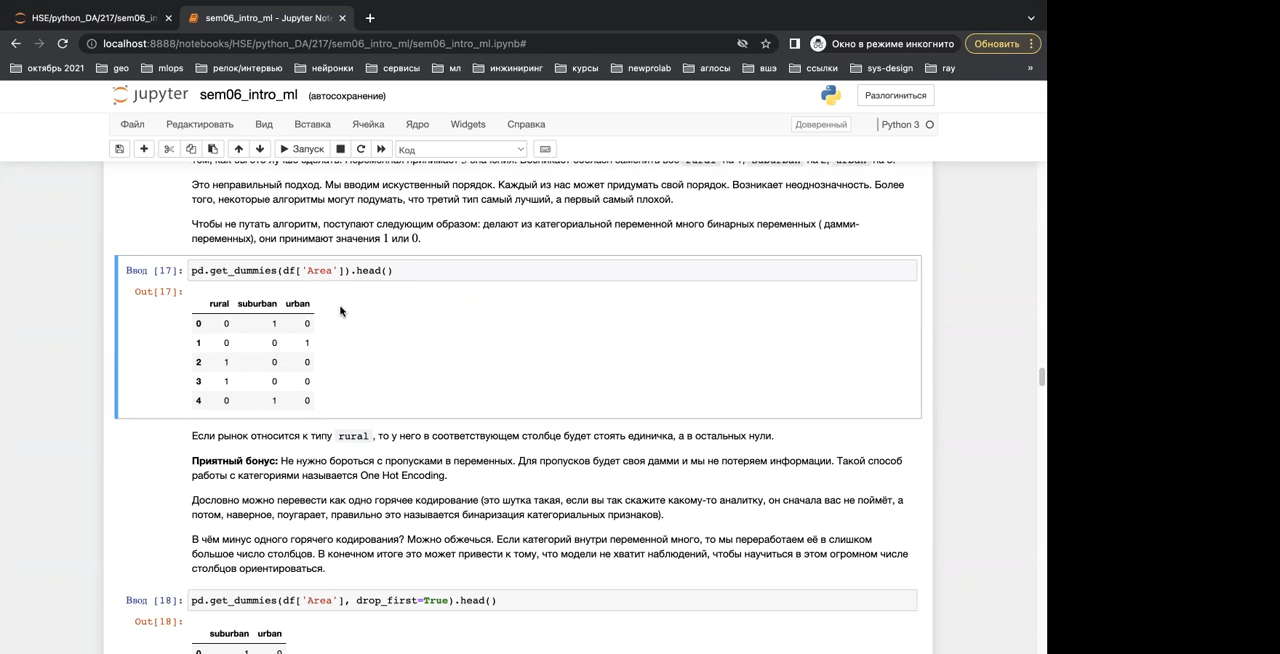 HSE/python_DA/217/sem06_in
sem06_intro_ml - Jupyter Not
localhost:8888/notebooks/HSE/python_DA/217/sem06_intro_ml/sem06_intro_ml.ipynb#
Окно в режиме инкогнито
Обновить
октябрь 2021 geo mlops релок/интервью нейронки сервисы мл инжиниринг курсы newprolab аглосы вшэ ссылки sys-design ray »
jupyter sem06_intro_ml (автосохранение)
Разлогиниться
Файл Редактировать Вид Вставка Ячейка Ядро Widgets Справка
Доверенный Python 3
Запуск Код
Это неправильный подход. Мы вводим искуственный порядок. Каждый из нас может придумать свой порядок. Возникает неоднозначность. Более
того, некоторые алгоритмы могут подумать, что третий тип самый лучший, а первый самый плохой.
Чтобы не путать алгоритм, поступают следующим образом: делают из категориальной переменной много бинарных переменных ( дамми-
переменных), они принимают значения 1 или 0.
Ввод [17]: pd.get_dummies(df['Area']).head()
Out[17]:
rural suburban urban
0 0 1 0
1 0 0 1
2 1 0 0
3 1 0 0
4 0 1 0
Если рынок относится к типу rural , то у него в соответствующем столбце будет стоять единичка, а в остальных нули.
Приятный бонус: Не нужно бороться с пропусками в переменных. Для пропусков будет своя дамми и мы не потеряем информации. Такой способ
работы с категориями называется One Hot Encoding.
Дословно можно перевести как одно горячее кодирование (это шутка такая, если вы так скажите какому-то аналитку, он сначала вас не поймёт, а
потом, наверное, поугарает, правильно это называется бинаризация категориальных признаков).
В чём минус одного горячего кодирования? Можно обжечься. Если категорий внутри переменной много, то мы переработаем её в слишком
большое число столбцов. В конечном итоге это может привести к тому, что модели не хватит наблюдений, чтобы научиться в этом огромном числе
столбцов ориентироваться.
Ввод [18]: pd.get_dummies(df['Area'], drop_first=True).head()
Out[18]:
suburban urban
0 1 0